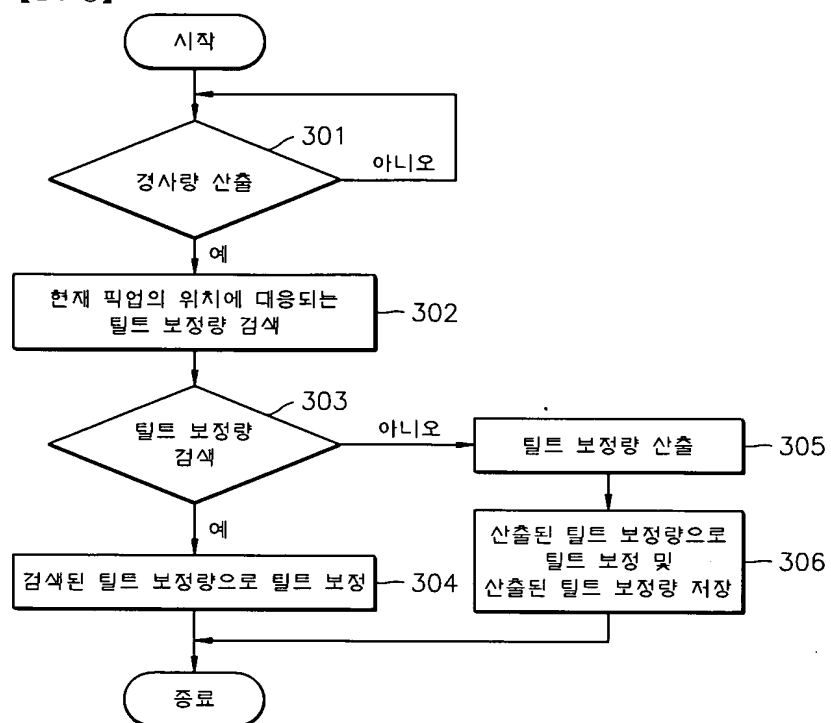 시작
301
경사량 산출
아니오
예
현재 픽업의 위치에 대응되는
틸트 보정량 검색
302
303
틸트 보정량
검색
아니오
틸트 보정량 산출
305
예
검색된 틸트 보정량으로 틸트 보정
304
산출된 틸트 보정량으로
틸트 보정 및
산출된 틸트 보정량 저장
306
종료